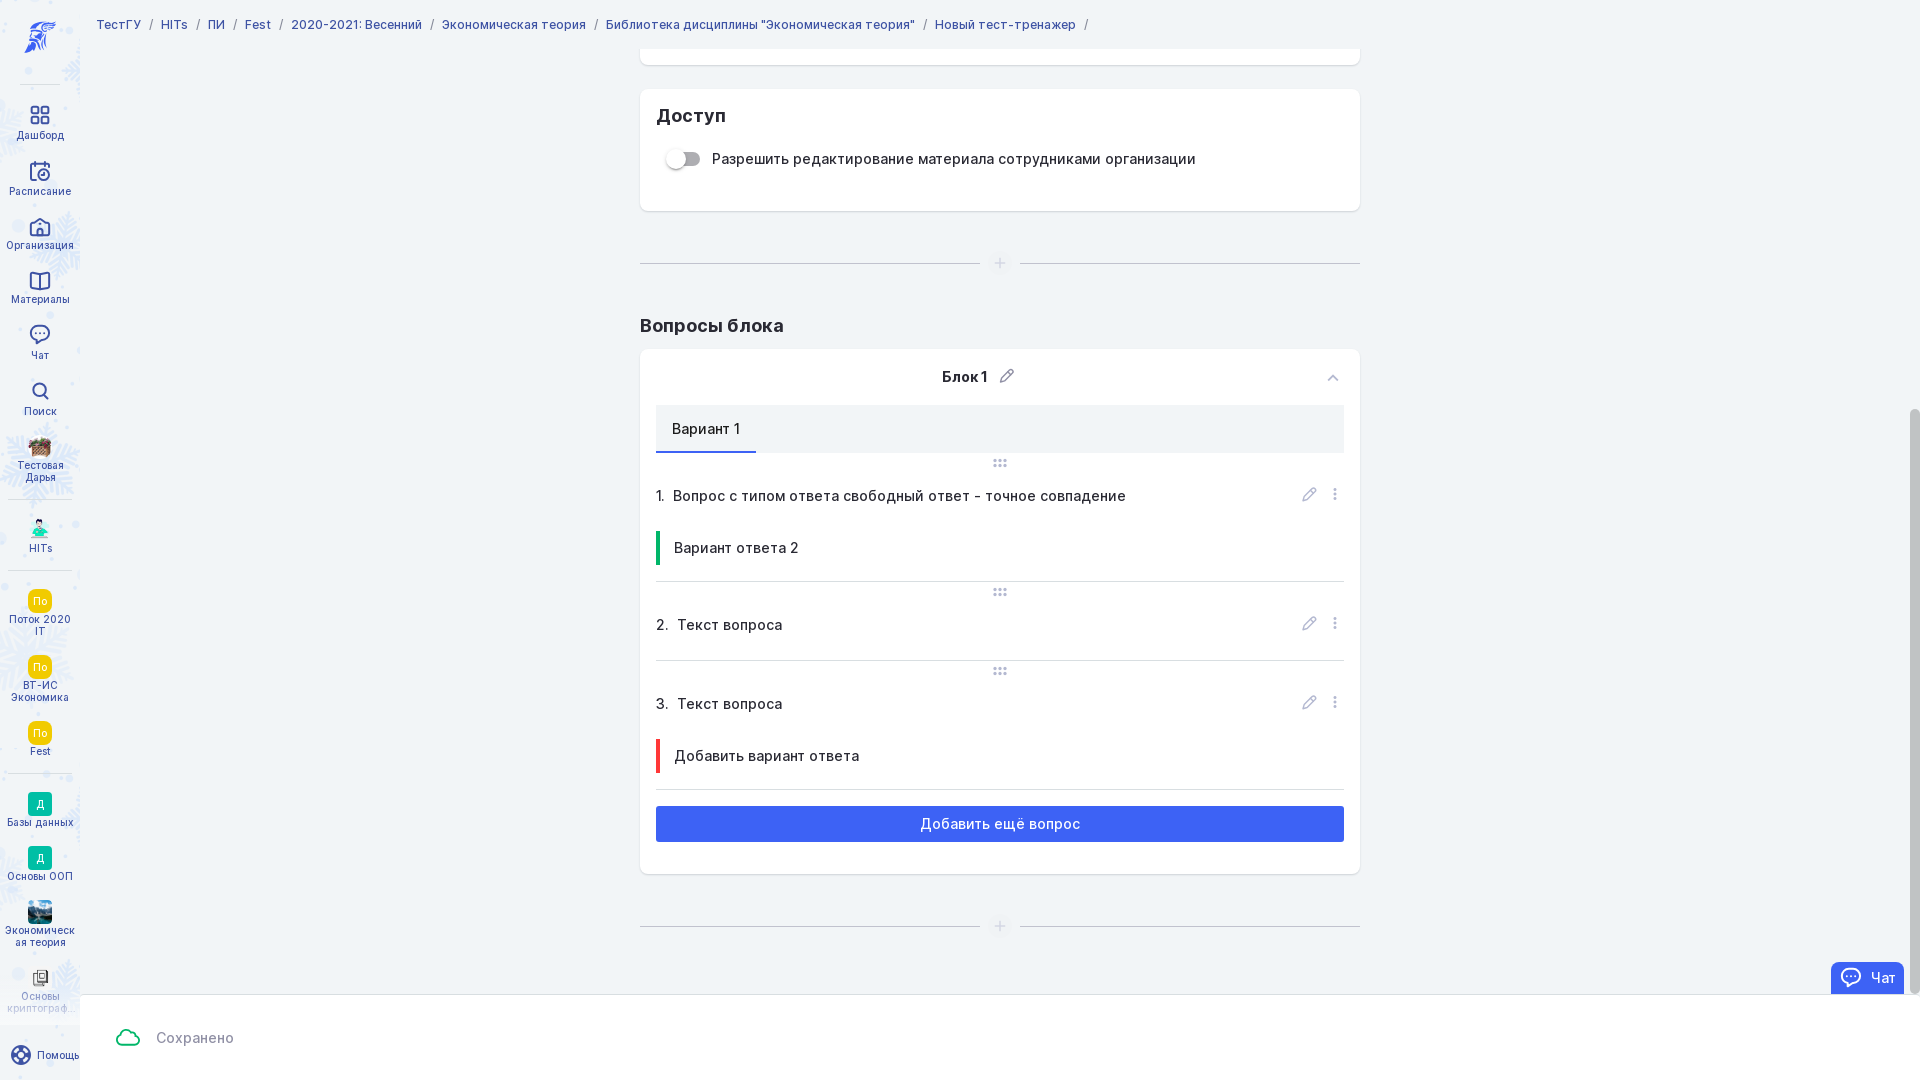 ТестГУ / HITs / ПИ / Fest / 2020-2021: Весенний / Экономическая теория / Библиотека дисциплины "Экономическая теория" / Новый тест-тренажер /
Дашборд
Расписание
Организация
Материалы
Чат
Поиск
Тестовая
Дарья
HITs
По
Поток 2020
IT
По
ВТ-ИС
Экономика
По
Fest
Д
Базы данных
Д
Основы ООП
Экономическ
ая теория
Основы
криптограф...
Помощь
Доступ
Разрешить редактирование материала сотрудниками организации
Вопросы блока
Блок 1
Вариант 1
1. Вопрос с типом ответа свободный ответ - точное совпадение
Вариант ответа 2
2. Текст вопроса
3. Текст вопроса
Добавить вариант ответа
Добавить ещё вопрос
Чат
Сохранено